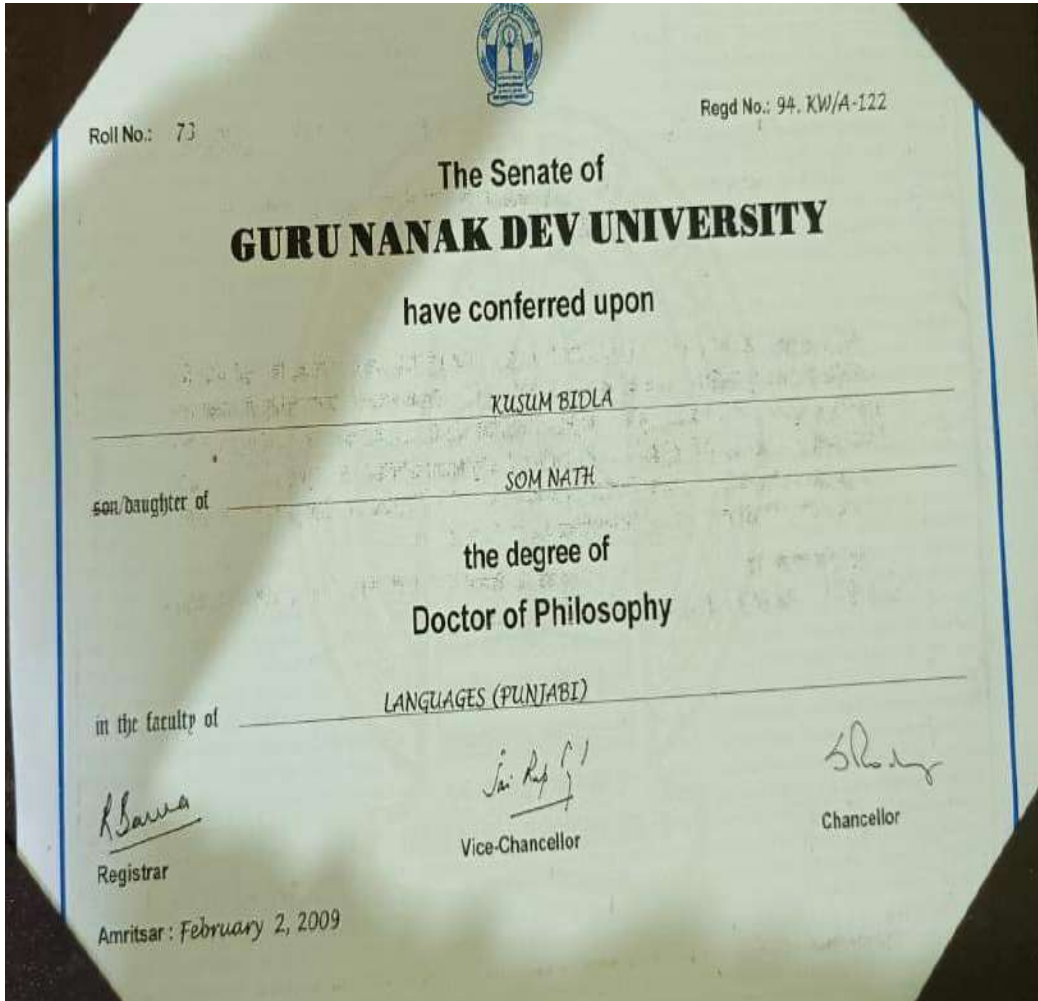 Roll No.: 73
Regd No.: 94. KW/A-122
The Senate of
GURU NANAK DEV UNIVERSITY
have conferred upon
KUSUM BIDLA
son/daughter of SOM NATH
the degree of
Doctor of Philosophy
in the faculty of LANGUAGES (PUNJABI)
Registrar
Vice-Chancellor
Chancellor
Amritsar : February 2, 2009